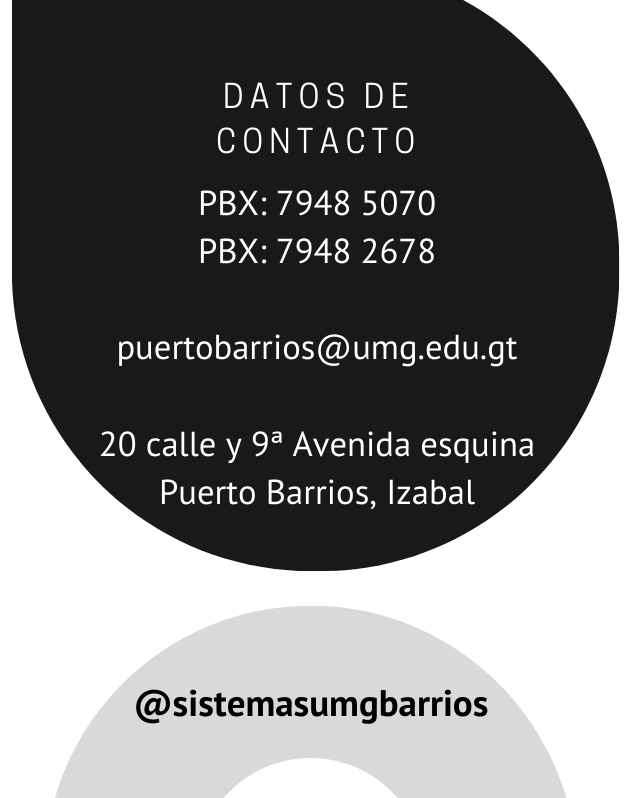 DATOS DE
CONTACTO
PBX: 7948 5070
PBX: 7948 2678
puertobarrios@umg.edu.gt
20 calle y 9ª Avenida esquina
Puerto Barrios, Izabal
@sistemasumgbarrios